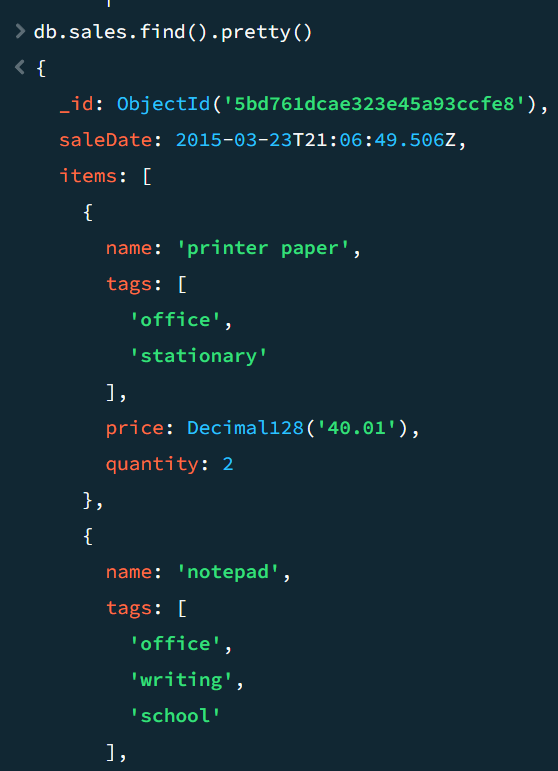 db.sales.find().pretty()
{
_id: ObjectId('5bd761dcae323e45a93ccfe8'),
saleDate: 2015-03-23T21:06:49.506Z,
items: [
{
name: 'printer paper',
tags: [
'office',
'stationary'
],
price: Decimal128('40.01'),
quantity: 2
},
{
name: 'notepad',
tags: [
'office',
'writing',
'school'
],